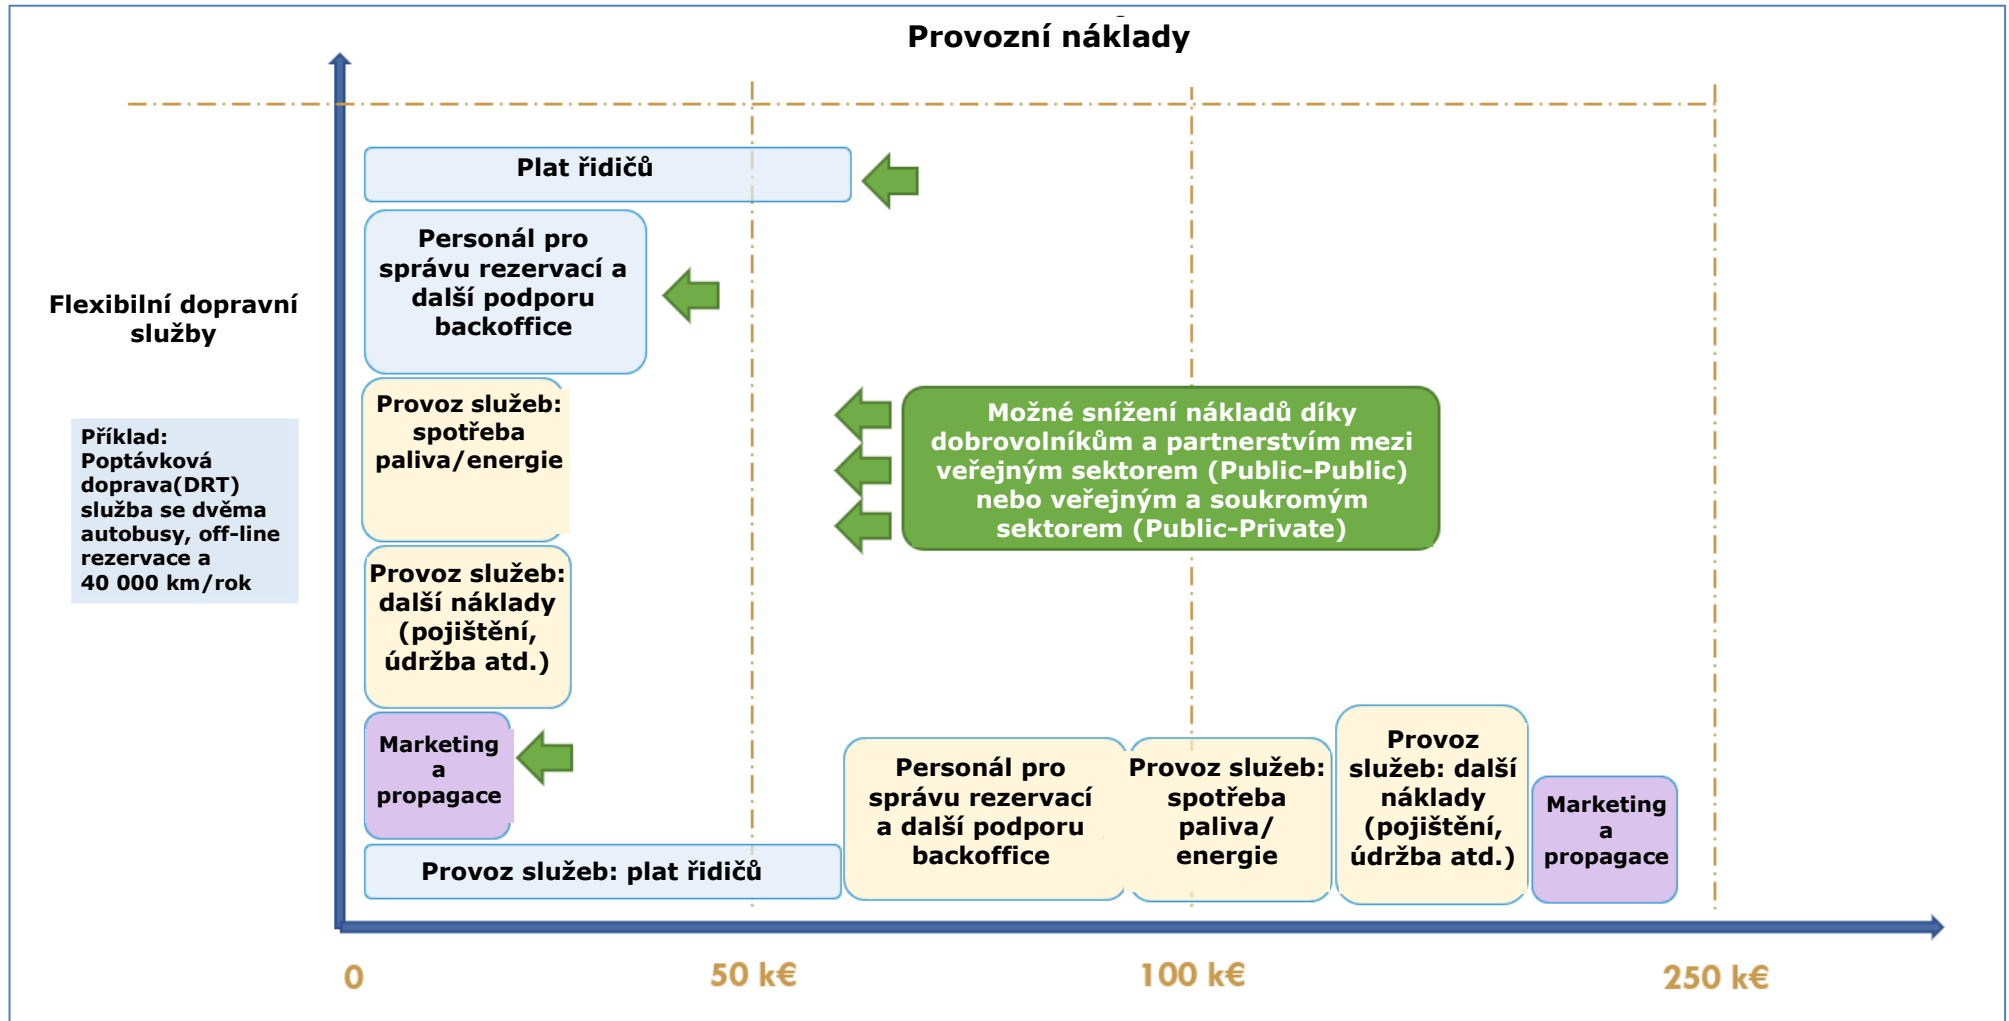 Provozní náklady
Plat řidičů
Personál pro
správu rezervací a
další podporu
backoffice
Flexibilní dopravní
služby
Provoz služeb:
spotřeba
paliva/energie
Možné snížení nákladů díky
dobrovolníkům a partnerstvím mezi
veřejným sektorem (Public-Public)
nebo veřejným a soukromým
sektorem (Public-Private)
Příklad:
Poptávková
doprava(DRT)
služba se dvěma
autobusy, off-line
rezervace a
40 000 km/rok
Provoz služeb:
další náklady
(pojištění,
údržba atd.)
Marketing
a
propagace
Provoz služeb: plat řidičů
Personál pro
správu rezervací
a další podporu
backoffice
Provoz služeb:
spotřeba
paliva/
energie
Provoz
služeb: další
náklady
(pojištění,
údržba atd.)
Marketing
a
propagace
0
50 k€
100 k€
250 k€